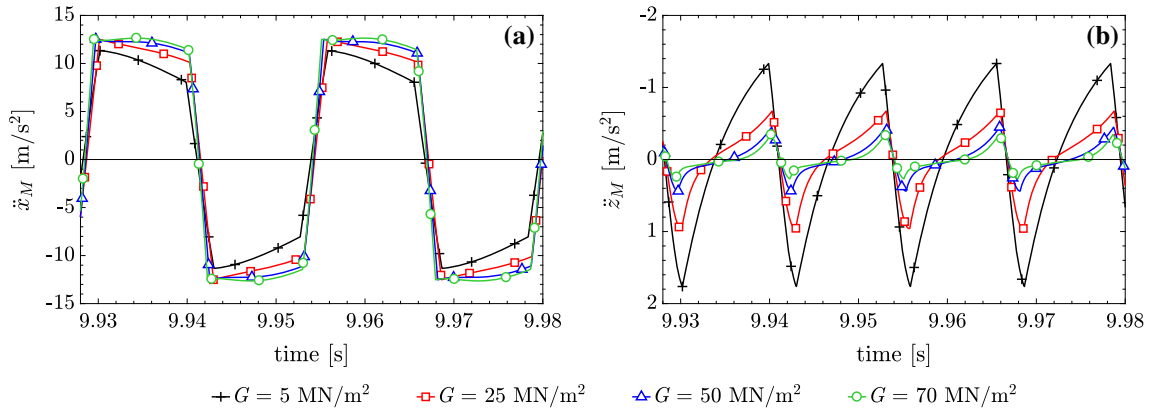 (a)
15
10
5
0
-5
-10
-15
ẍ_M [m/s²]
9.93 9.94 9.95 9.96 9.97 9.98
time [s]
(b)
-2
-1
0
1
2
z̈_M [m/s²]
9.93 9.94 9.95 9.96 9.97 9.98
time [s]
G = 5 MN/m² G = 25 MN/m² G = 50 MN/m² G = 70 MN/m²